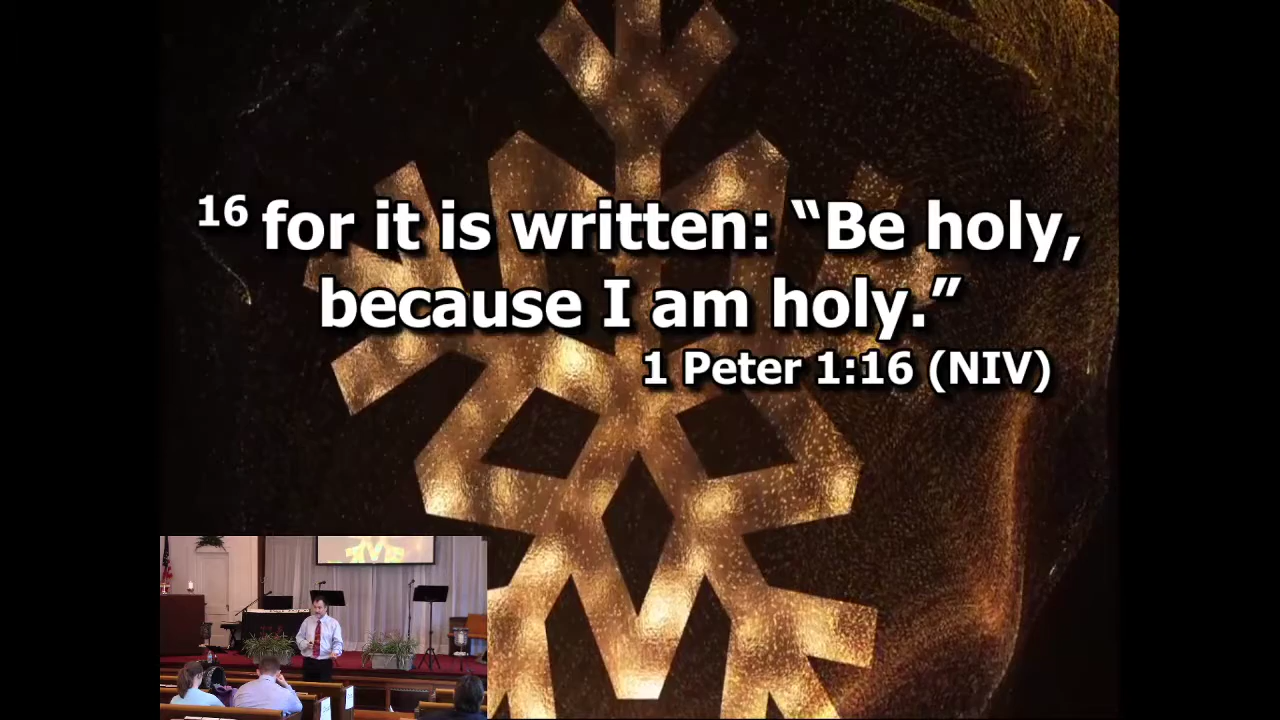 16 for it is written: “Be holy,
because I am holy.”
1 Peter 1:16 (NIV)